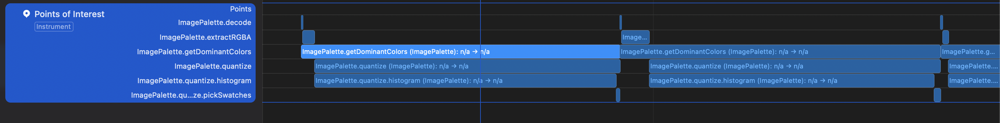 Points of Interest
Instrument
Points
ImagePalette.decode
ImagePalette.extractRGBA
Image...
ImagePalette.getDominantColors
ImagePalette.getDominantColors (ImagePalette): n/a → n/a
ImagePalette.getDominantColors (ImagePalette): n/a → n/a
ImagePalette.g...
ImagePalette.quantize
ImagePalette.quantize (ImagePalette): n/a → n/a
ImagePalette.quantize (ImagePalette): n/a → n/a
ImagePalette....
ImagePalette.quantize.histogram
ImagePalette.quantize.histogram (ImagePalette): n/a → n/a
ImagePalette.quantize.histogram (ImagePalette): n/a → n/a
ImagePalette....
ImagePalette.qu...ze.pickSwatches